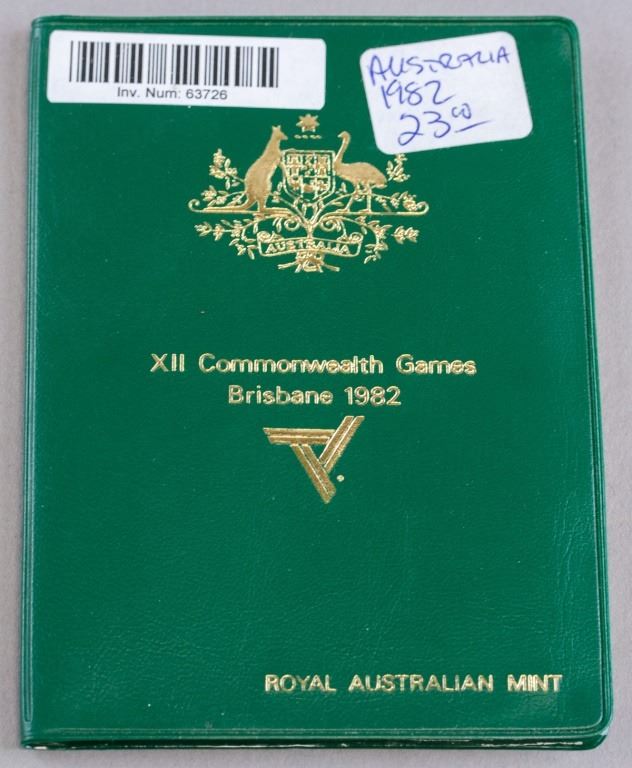 Inv. Num: 63726
AUSTRALIA
1982
23.00
AUSTRALIA
XII Commonwealth Games
Brisbane 1982
ROYAL AUSTRALIAN MINT